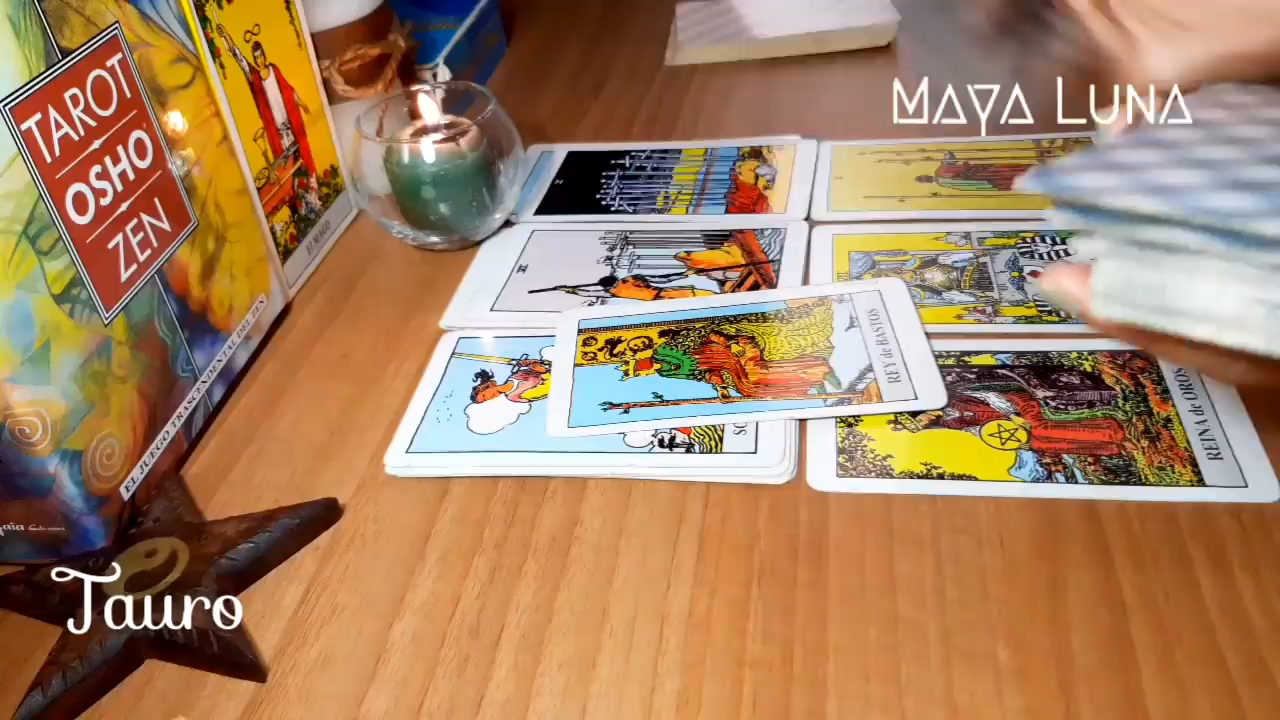 TAROT
OSHO
ZEN
EL JUEGO TRASCENDENTAL DEL ZEN
MAYA LUNA
REY de BASTOS
REINA de OROS
Tauro